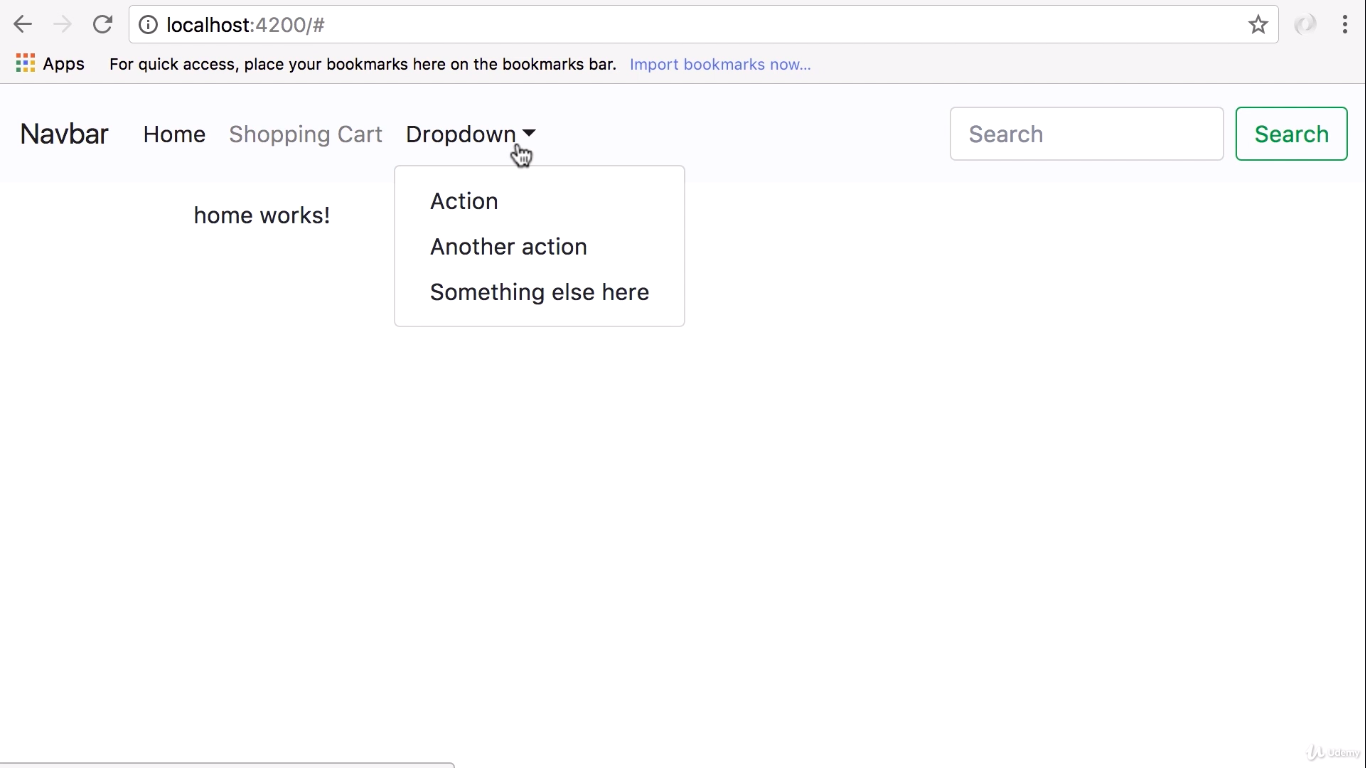 localhost:4200/#
Apps For quick access, place your bookmarks here on the bookmarks bar. Import bookmarks now...
Navbar Home Shopping Cart Dropdown Search Search
Action
home works!
Another action
Something else here
Udemy